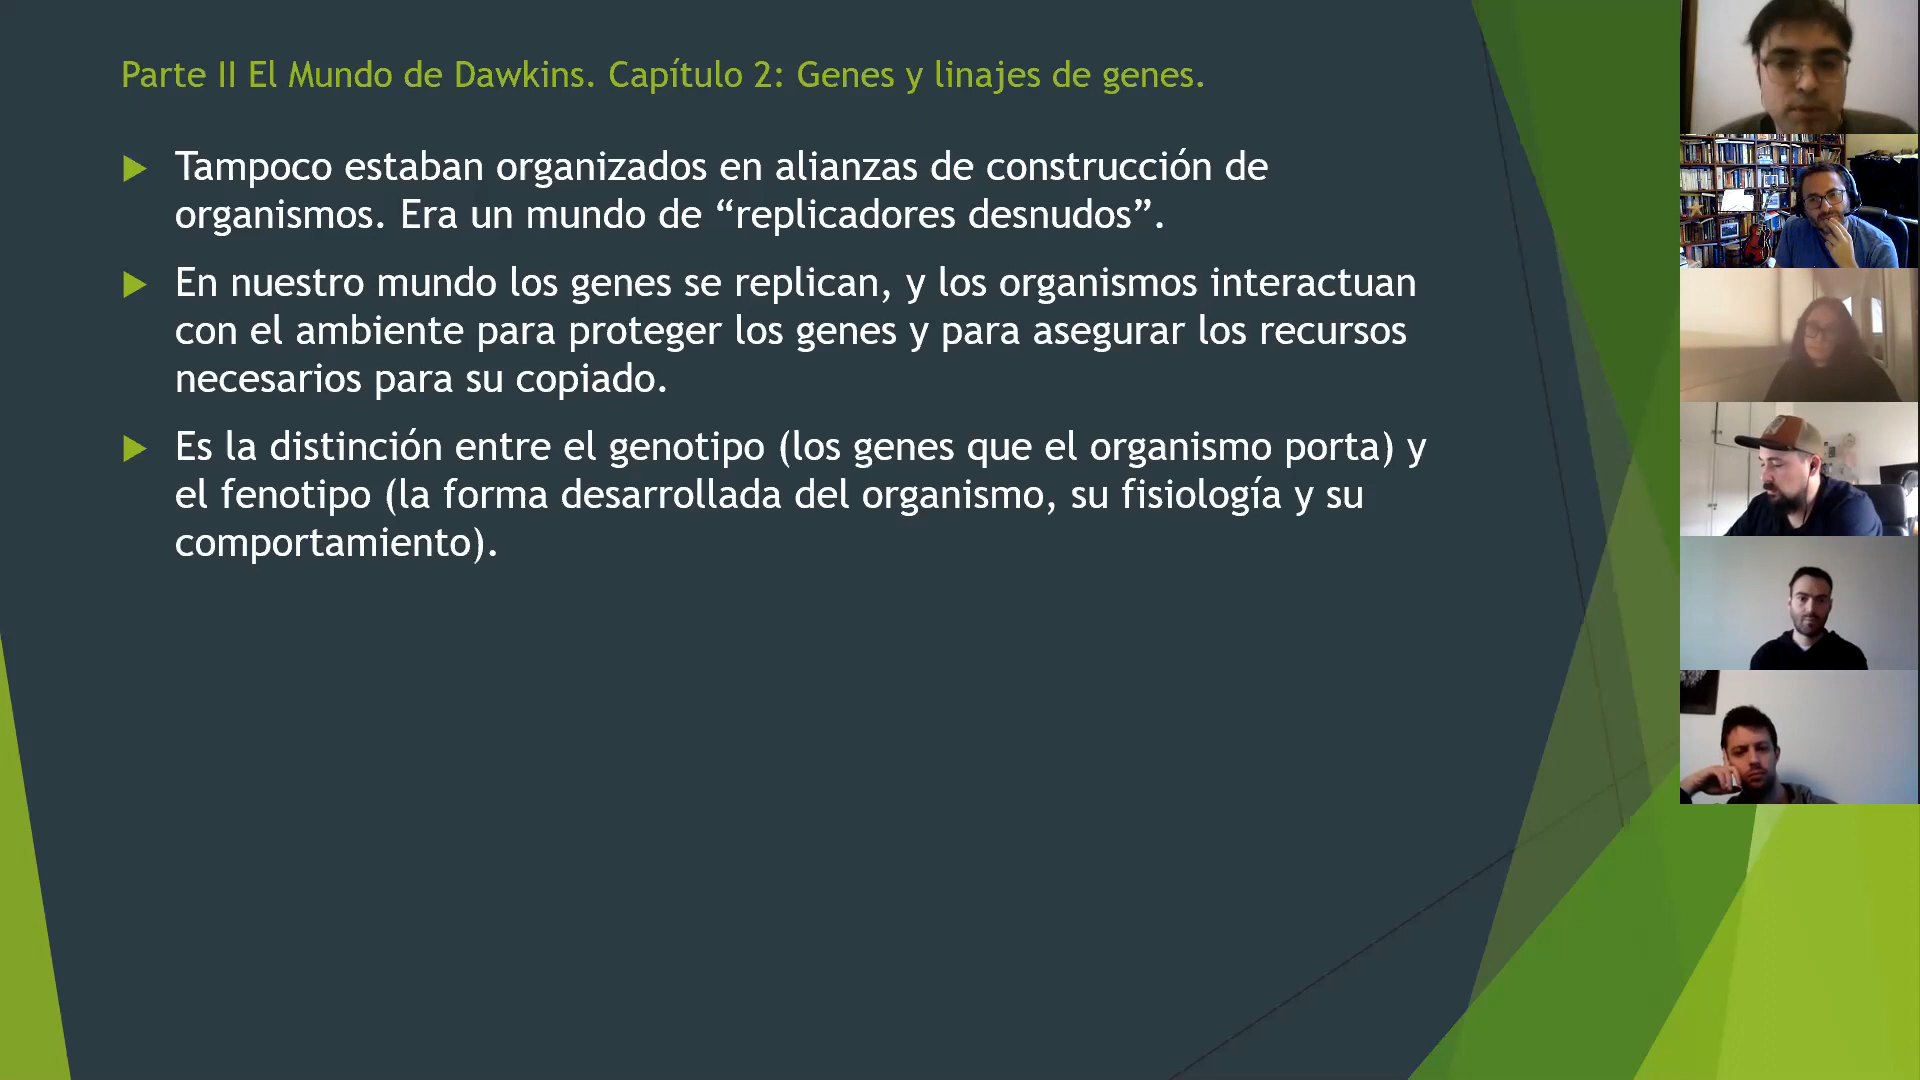 Parte II El Mundo de Dawkins. Capítulo 2: Genes y linajes de genes.
Tampoco estaban organizados en alianzas de construcción de
organismos. Era un mundo de “replicadores desnudos”.
En nuestro mundo los genes se replican, y los organismos interactuan
con el ambiente para proteger los genes y para asegurar los recursos
necesarios para su copiado.
Es la distinción entre el genotipo (los genes que el organismo porta) y
el fenotipo (la forma desarrollada del organismo, su fisiología y su
comportamiento).